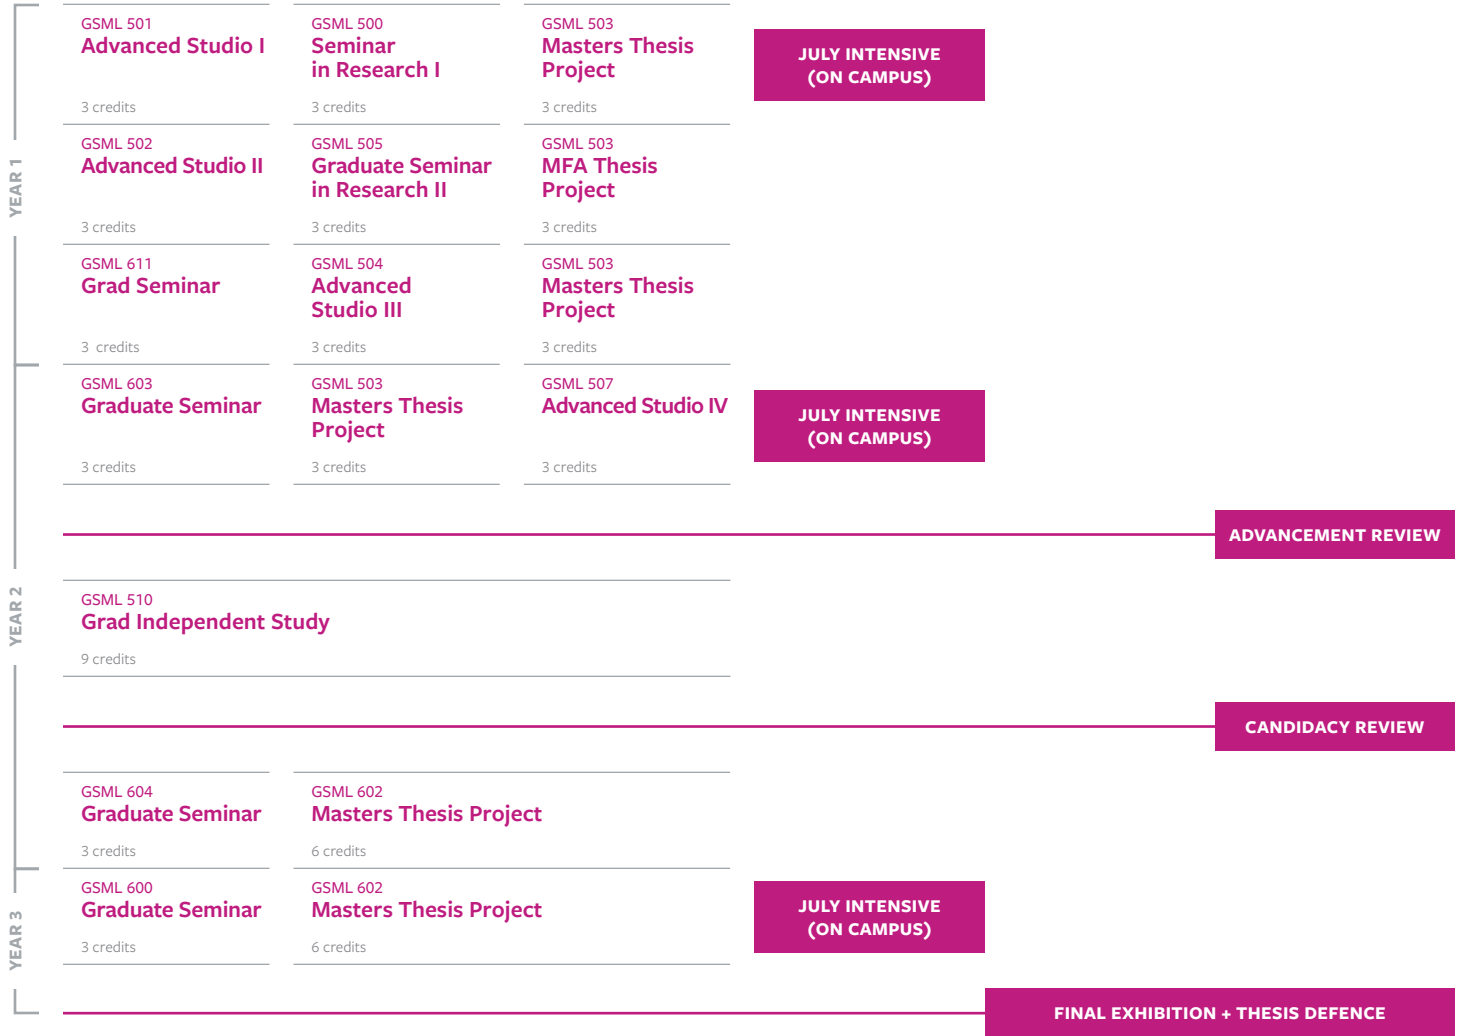 YEAR 1
GSML 501
Advanced Studio I
3 credits
GSML 500
Seminar
in Research I
3 credits
GSML 503
Masters Thesis
Project
3 credits
JULY INTENSIVE
(ON CAMPUS)
GSML 502
Advanced Studio II
3 credits
GSML 505
Graduate Seminar
in Research II
3 credits
GSML 503
MFA Thesis
Project
3 credits
GSML 611
Grad Seminar
3 credits
GSML 504
Advanced
Studio III
3 credits
GSML 503
Masters Thesis
Project
3 credits
YEAR 2
GSML 603
Graduate Seminar
3 credits
GSML 503
Masters Thesis
Project
3 credits
GSML 507
Advanced Studio IV
3 credits
JULY INTENSIVE
(ON CAMPUS)
ADVANCEMENT REVIEW
GSML 510
Grad Independent Study
9 credits
CANDIDACY REVIEW
GSML 604
Graduate Seminar
3 credits
GSML 602
Masters Thesis Project
6 credits
YEAR 3
GSML 600
Graduate Seminar
3 credits
GSML 602
Masters Thesis Project
6 credits
JULY INTENSIVE
(ON CAMPUS)
FINAL EXHIBITION + THESIS DEFENCE